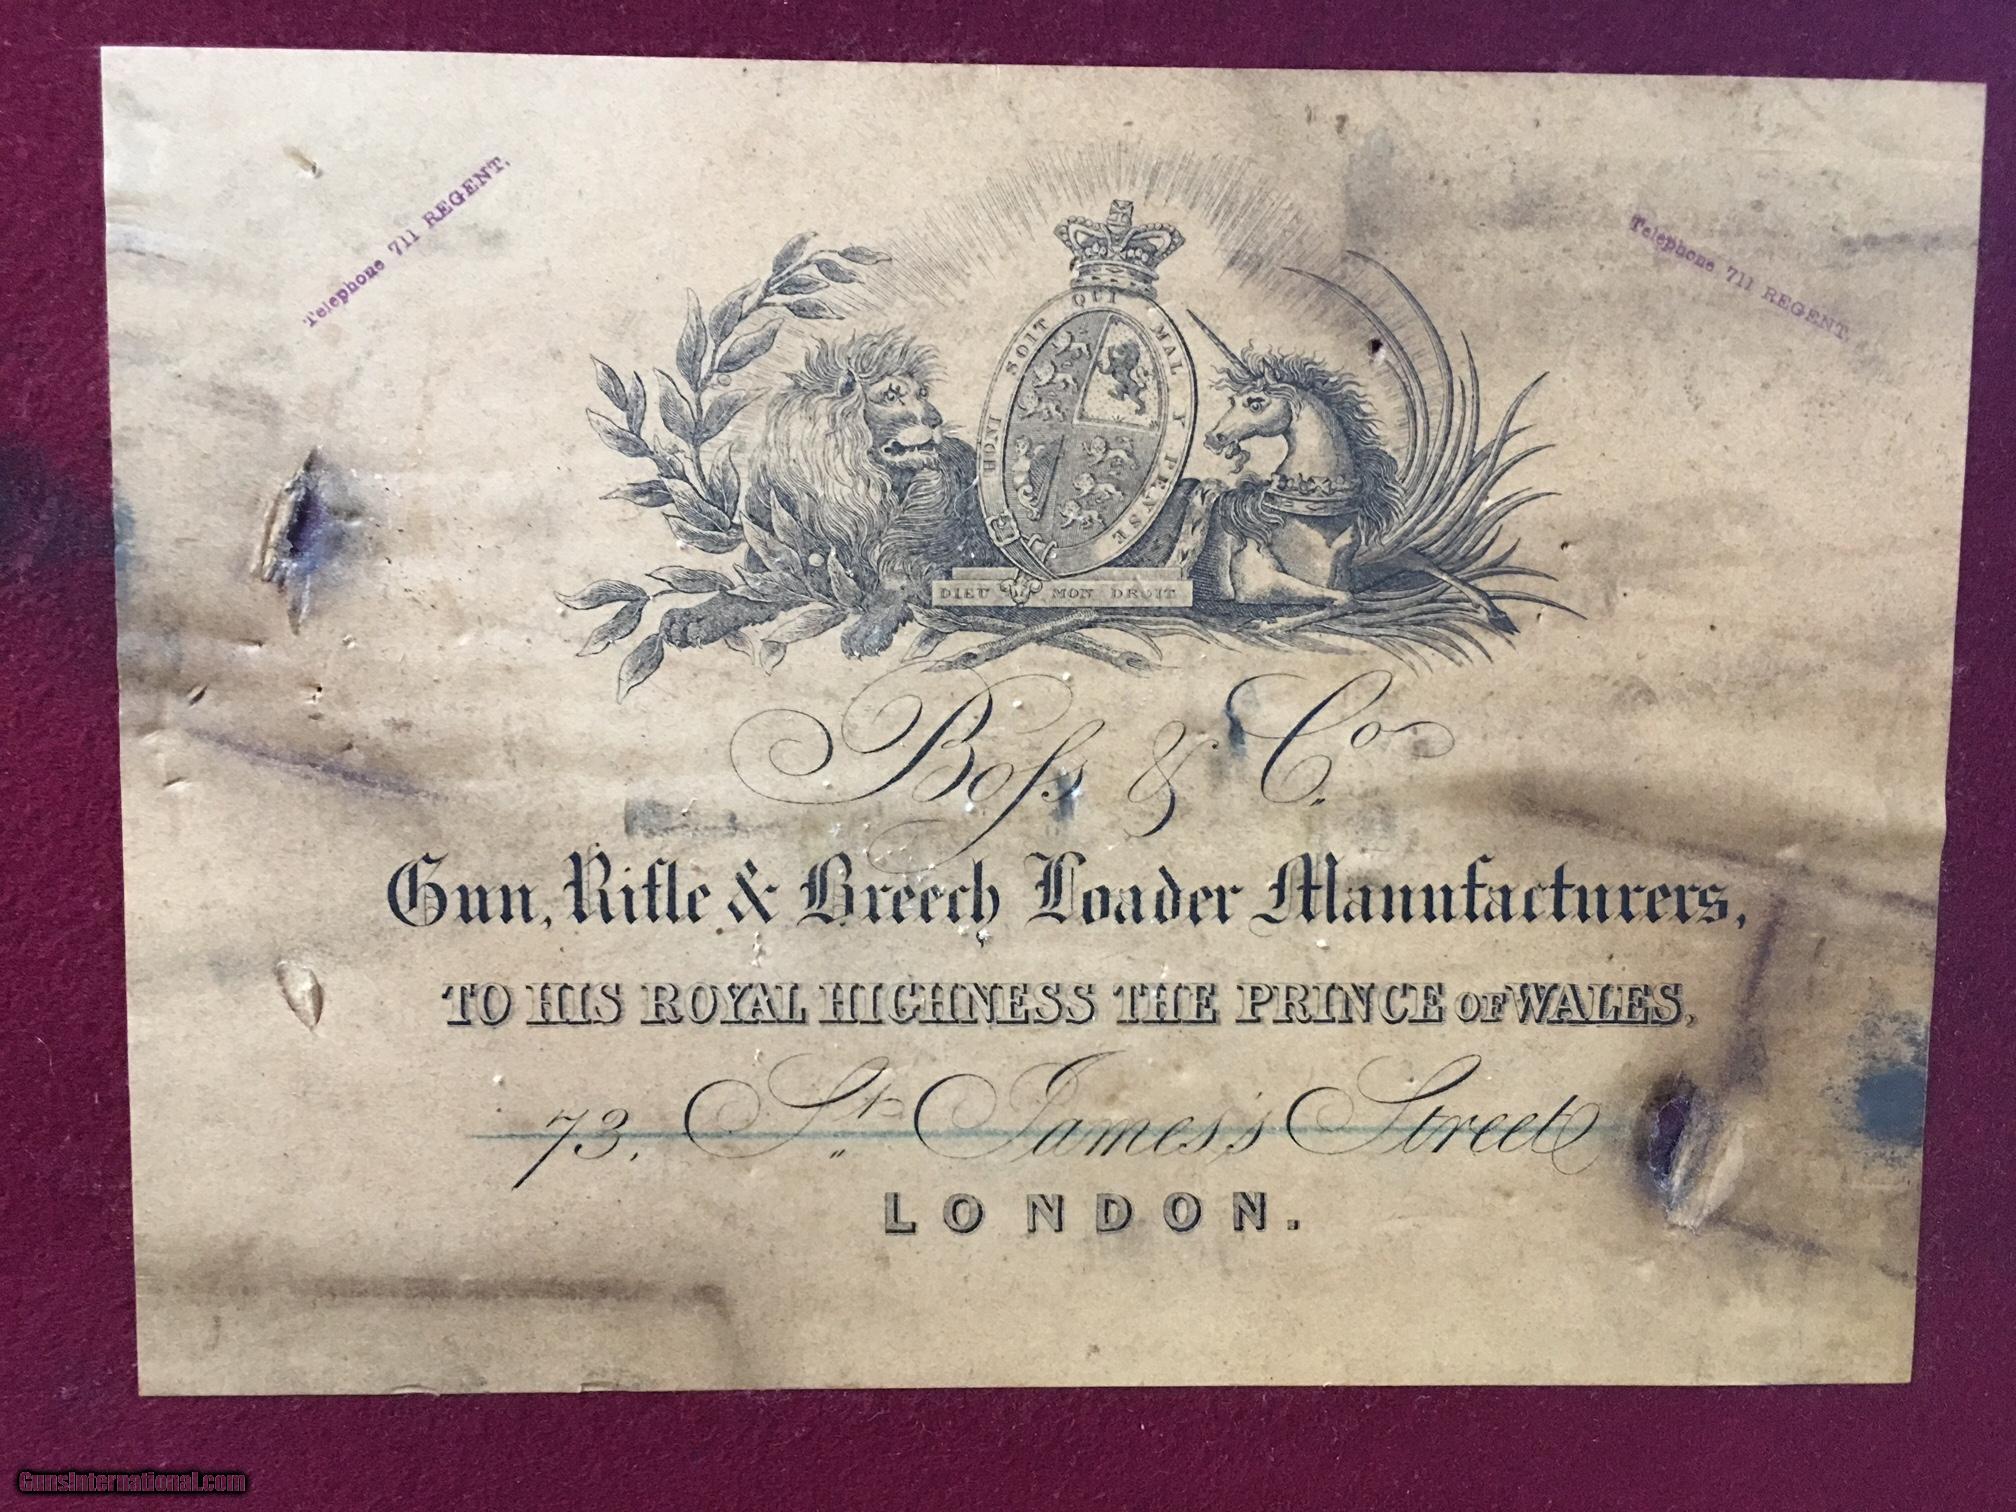 Telephone 711 REGENT.
Telephone 711 REGENT.
HONI SOIT QUI MAL Y PENSE
DIEU MON DROIT
Boſs & Co.
Gun, Rifle & Breech Loader Manufacturers,
TO HIS ROYAL HIGHNESS THE PRINCE OF WALES,
73, St. James's Street
LONDON.
GunsInternational.com